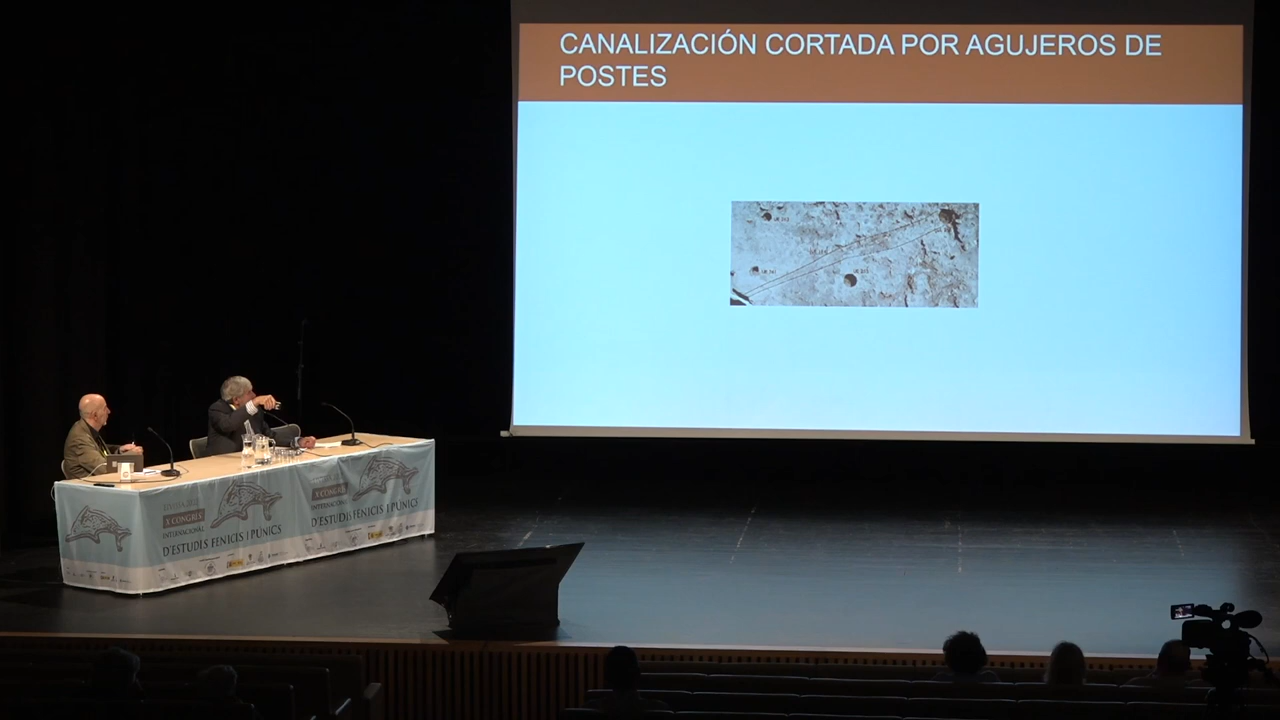 CANALIZACIÓN CORTADA POR AGUJEROS DE
POSTES
X CONGRÉS
INTERNACIONAL
D'ESTUDIS FENICIS I PÚNICS
X CONGRÉS
INTERNACIONAL
D'ESTUDIS FENICIS I PÚNICS